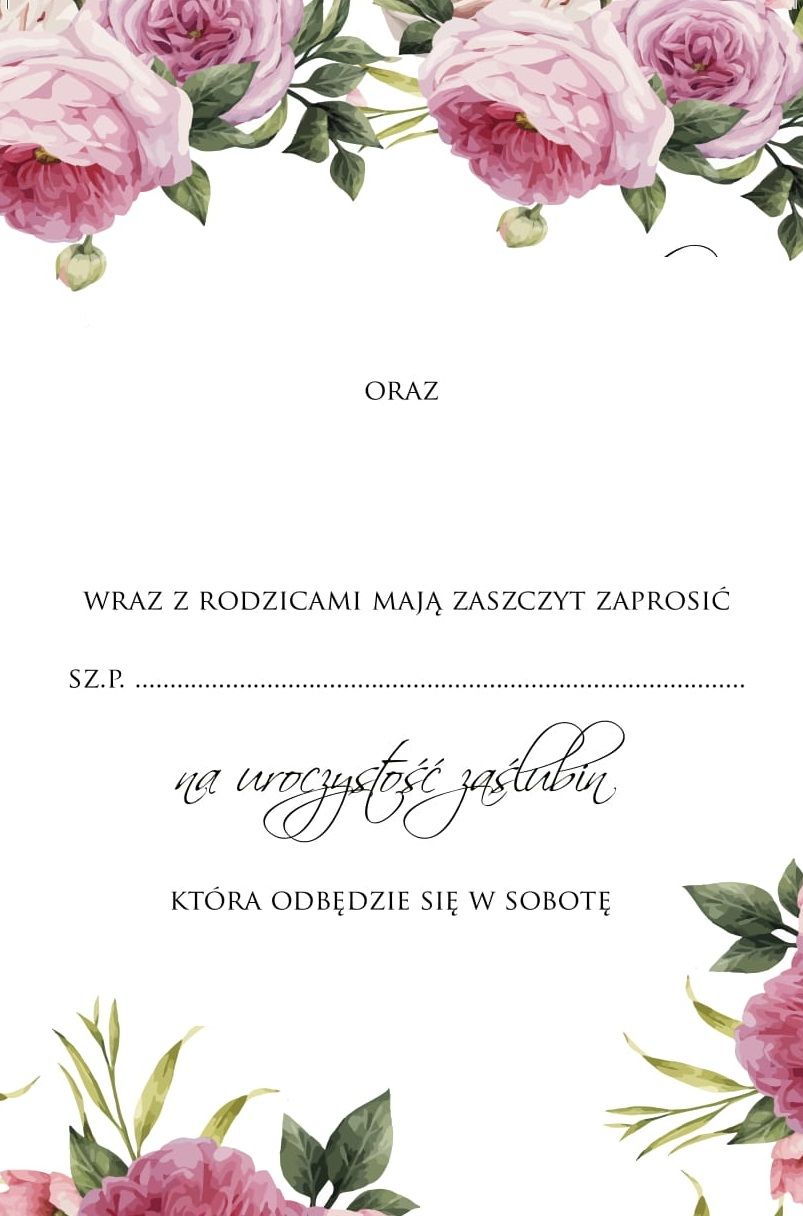 ORAZ
WRAZ Z RODZICAMI MAJĄ ZASZCZYT ZAPROSIĆ
SZ.P. ........................................................................................
na uroczystość zaślubin
KTÓRA ODBĘDZIE SIĘ W SOBOTĘ